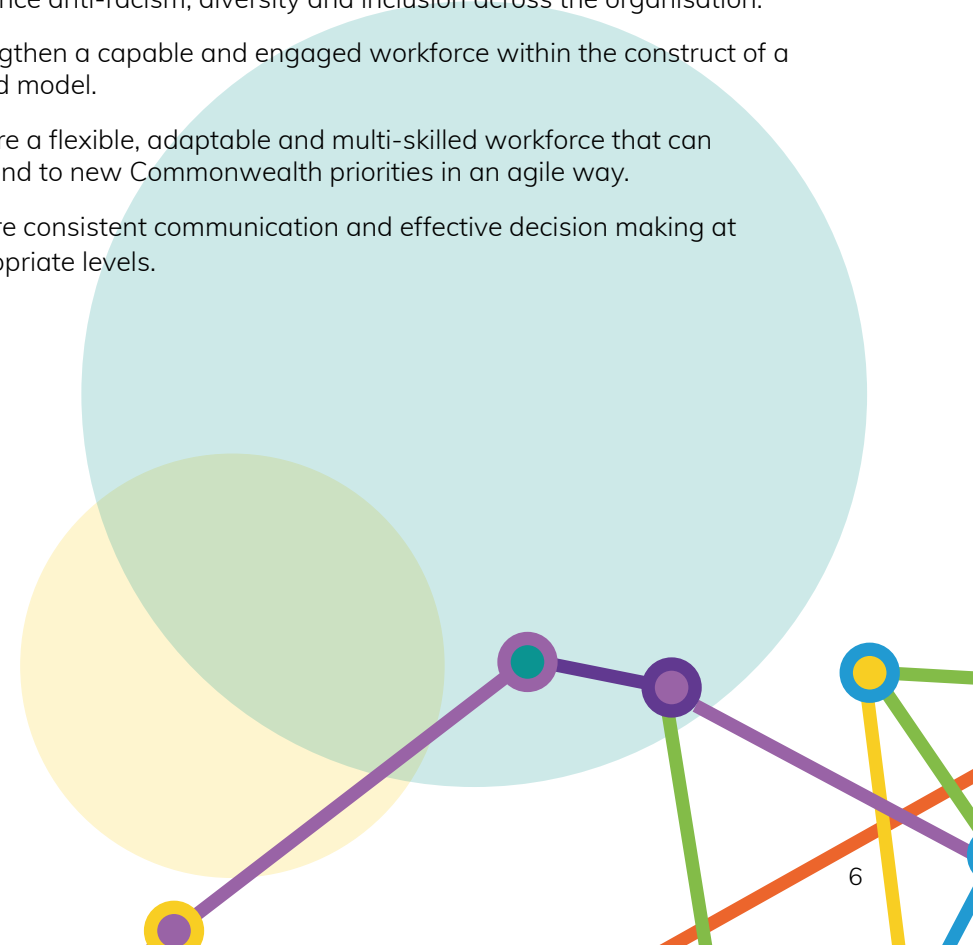 nce anti-racism, diversity and inclusion across the organisation.
gthen a capable and engaged workforce within the construct of a
d model.
re a flexible, adaptable and multi-skilled workforce that can
nd to new Commonwealth priorities in an agile way.
re consistent communication and effective decision making at
opriate levels.
6